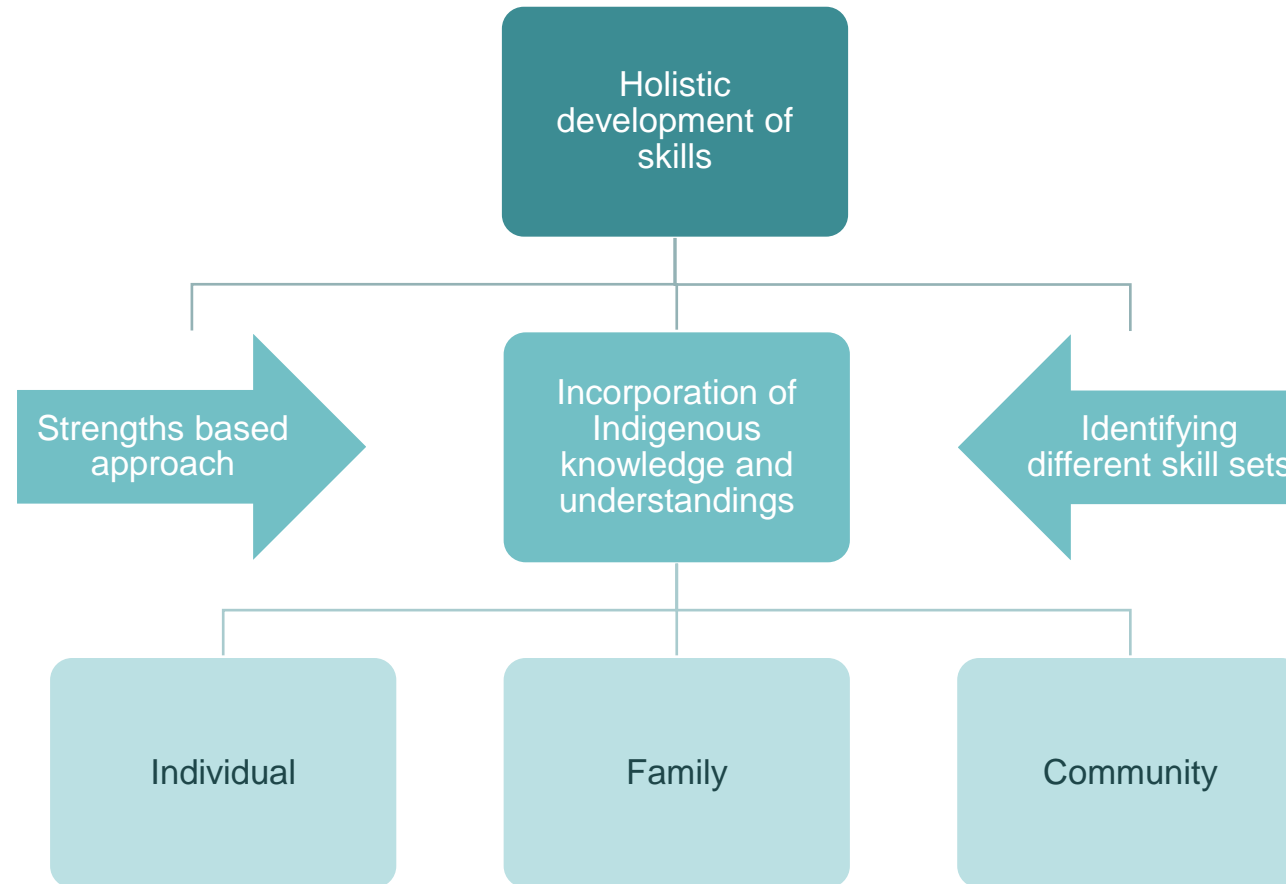 Holistic
development of
skills
Strengths based
approach
Incorporation of
Indigenous
knowledge and
understandings
Identifying
different skill sets
Individual
Family
Community